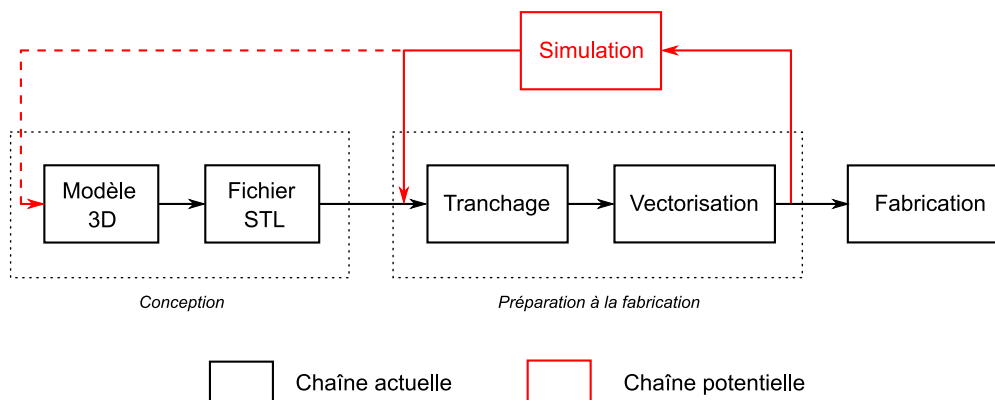 Simulation
Modèle
3D
Fichier
STL
Tranchage
Vectorisation
Fabrication
Conception
Préparation à la fabrication
Chaîne actuelle
Chaîne potentielle